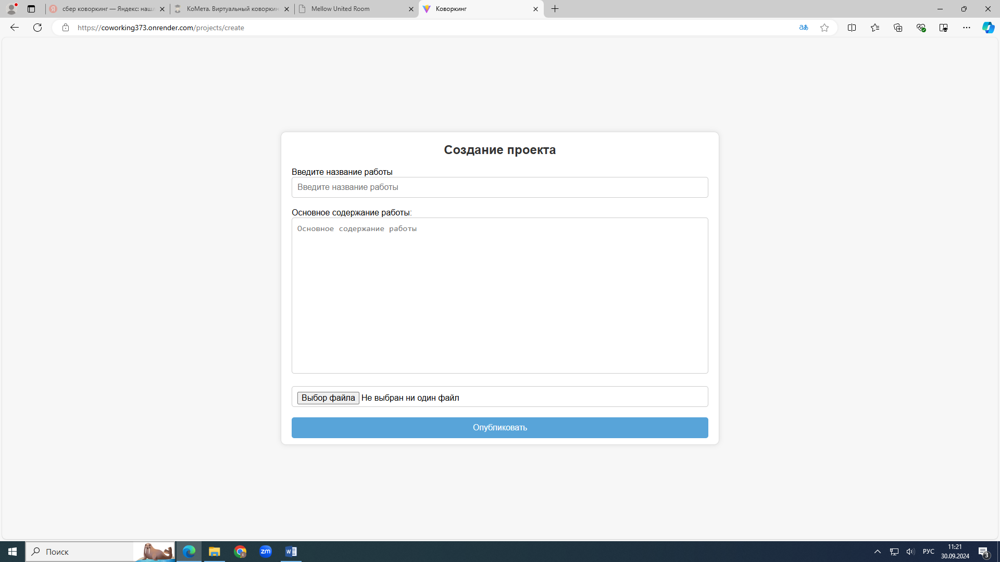 сбер коворкинг — Яндекс: наш
КоМета. Виртуальный коворкин
Mellow United Room
Коворкинг
https://coworking373.onrender.com/projects/create
Создание проекта
Введите название работы
Введите название работы
Основное содержание работы:
Основное содержание работы
Выбор файла Не выбран ни один файл
Опубликовать
Поиск
zm
W
РУС
11:21
30.09.2024
3